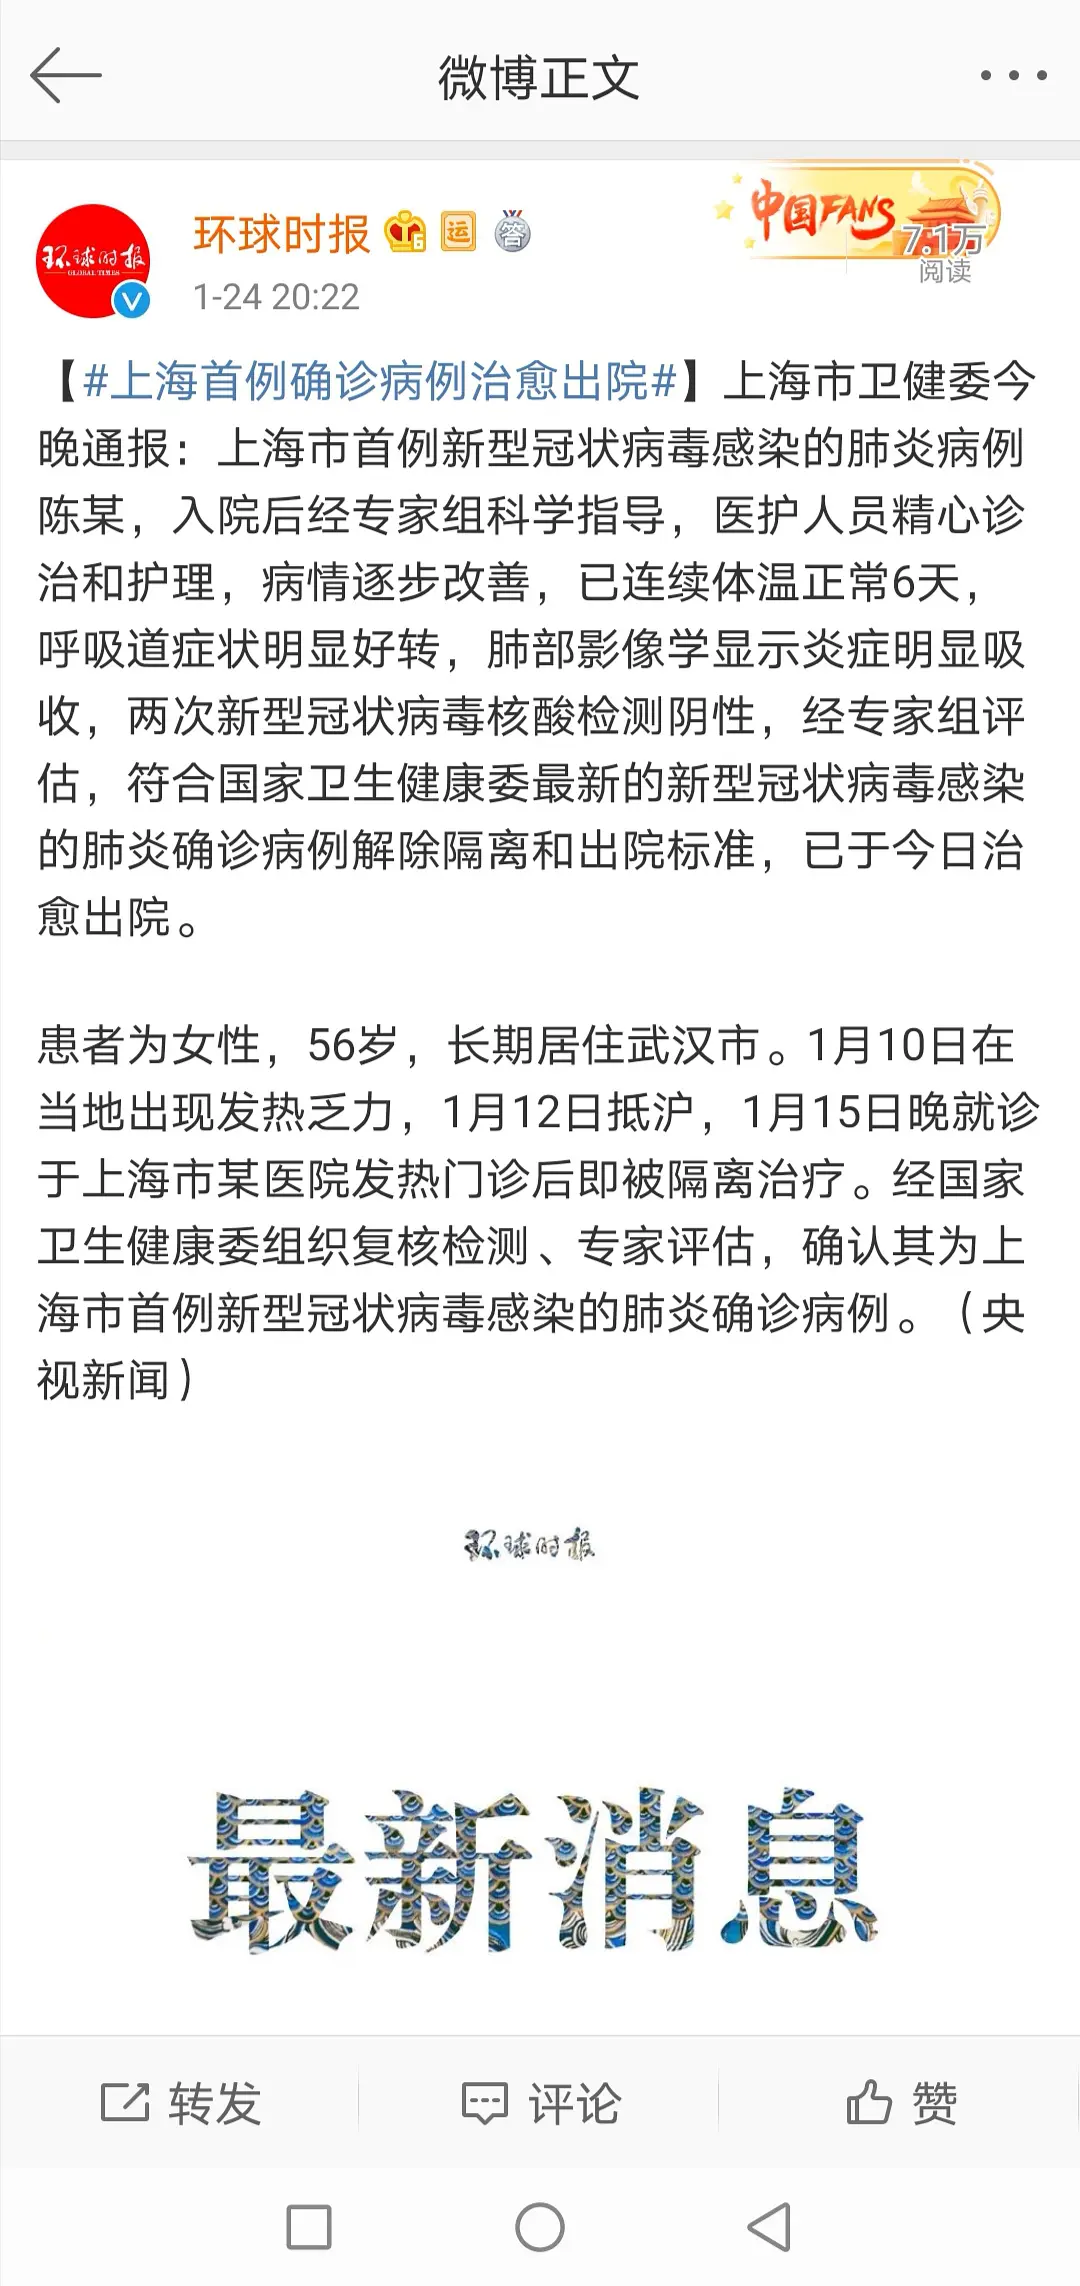 微博正文
环球时报
GLOBAL TIMES
环球时报
6
运
答
中国FANS
7.1万
阅读
1-24 20:22
【#上海首例确诊病例治愈出院#】上海市卫健委今
晚通报：上海市首例新型冠状病毒感染的肺炎病例
陈某，入院后经专家组科学指导，医护人员精心诊
治和护理，病情逐步改善，已连续体温正常6天，
呼吸道症状明显好转，肺部影像学显示炎症明显吸
收，两次新型冠状病毒核酸检测阴性，经专家组评
估，符合国家卫生健康委最新的新型冠状病毒感染
的肺炎确诊病例解除隔离和出院标准，已于今日治
愈出院。
患者为女性，56岁，长期居住武汉市。1月10日在
当地出现发热乏力，1月12日抵沪，1月15日晚就诊
于上海市某医院发热门诊后即被隔离治疗。经国家
卫生健康委组织复核检测、专家评估，确认其为上
海市首例新型冠状病毒感染的肺炎确诊病例。（央
视新闻）
环球时报
最新消息
转发
评论
赞